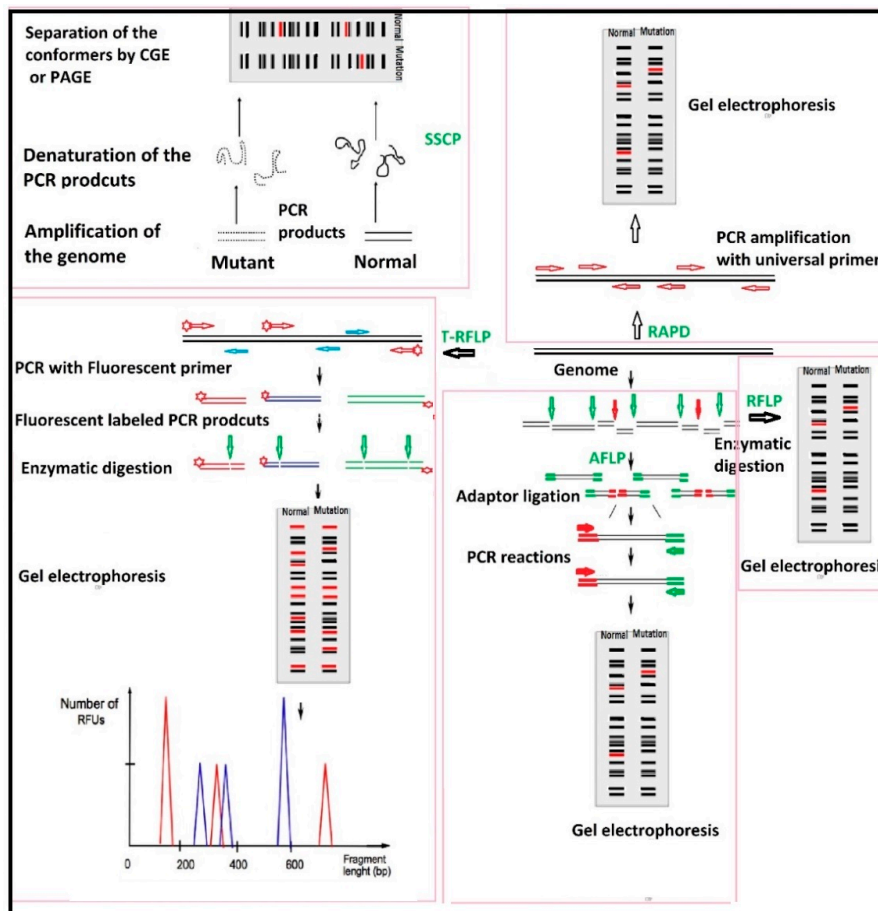 Separation of the
conformers by CGE
or PAGE
Normal
Mutation
Denaturation of the
PCR prodcuts
SSCP
Amplification of
the genome
PCR
products
Mutant
Normal
Normal
Mutation
Gel electrophoresis
PCR amplification
with universal primer
RAPD
T-RFLP
Genome
PCR with Fluorescent primer
Fluorescent labeled PCR prodcuts
Enzymatic digestion
Normal
Mutation
Gel electrophoresis
Number of
RFUs
0
200
400
600
Fragment
lenght (bp)
AFLP
Adaptor ligation
PCR reactions
Normal
Mutation
Gel electrophoresis
RFLP
Enzymatic
digestion
Normal
Mutation
Gel electrophoresi